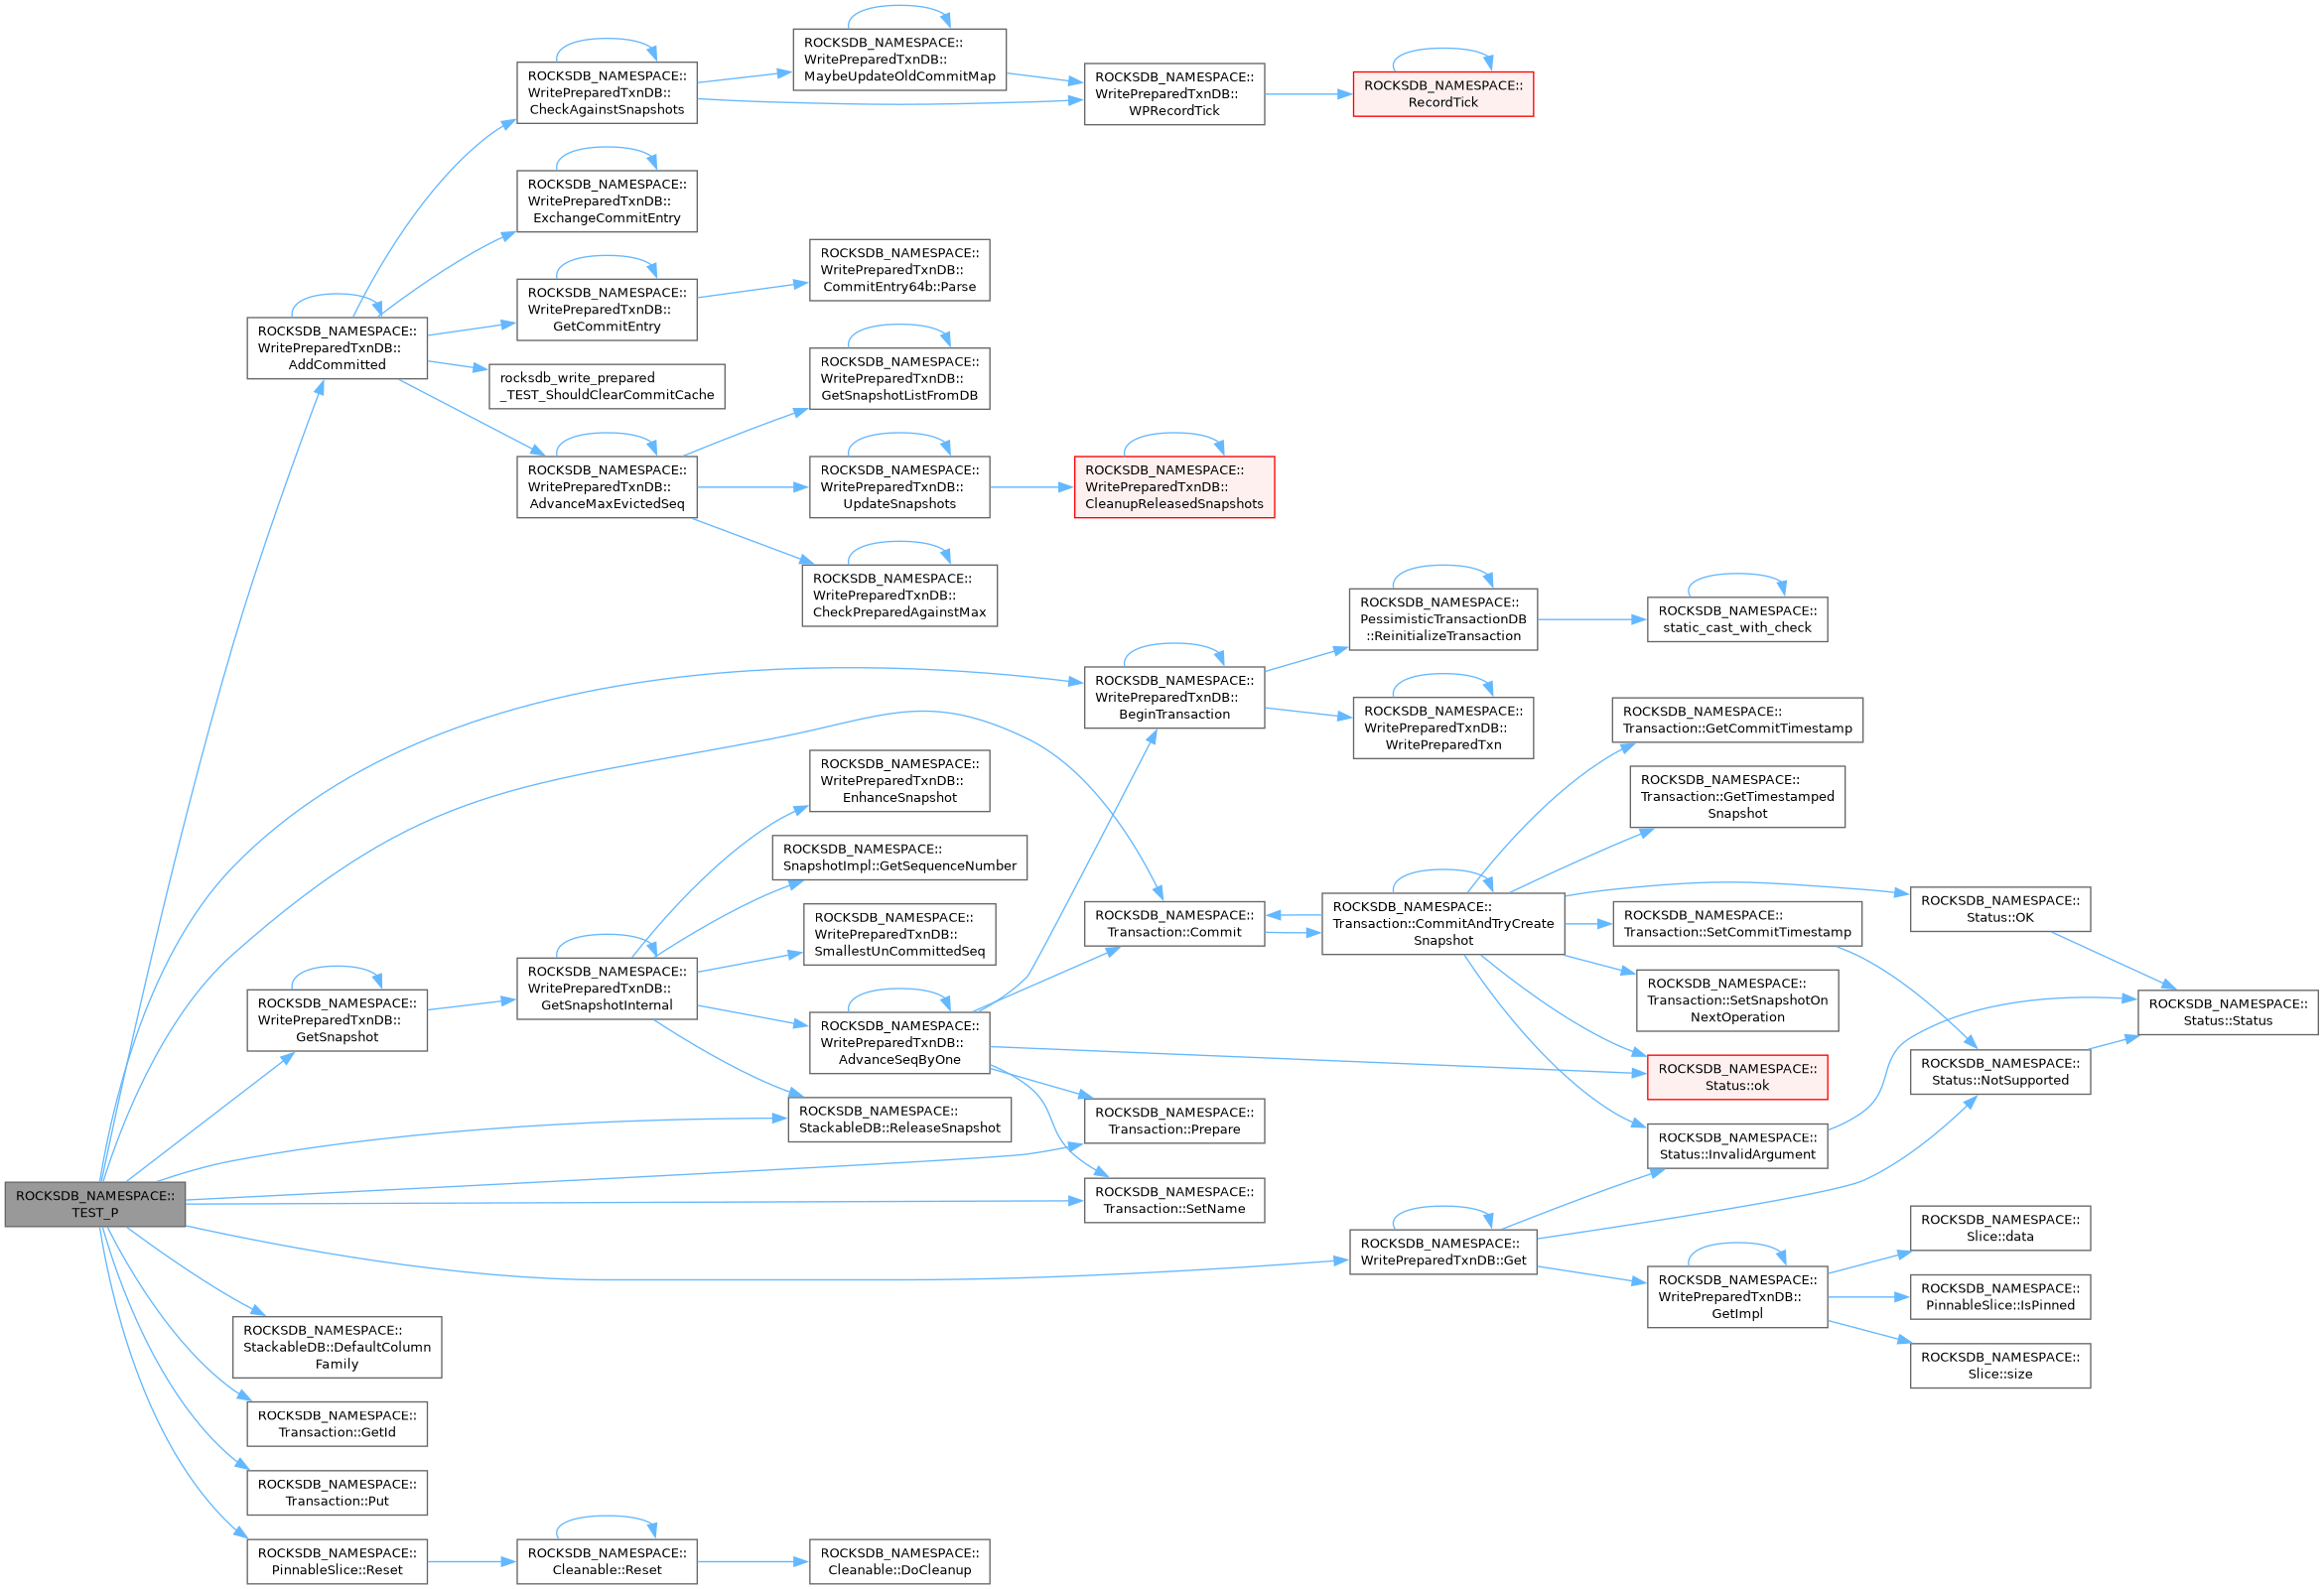 ROCKSDB_NAMESPACE::
TEST_P
ROCKSDB_NAMESPACE::
WritePreparedTxnDB::
AddCommitted
ROCKSDB_NAMESPACE::
WritePreparedTxnDB::
CheckAgainstSnapshots
ROCKSDB_NAMESPACE::
WritePreparedTxnDB::
MaybeUpdateOldCommitMap
ROCKSDB_NAMESPACE::
WritePreparedTxnDB::
WPRecordTick
ROCKSDB_NAMESPACE::
RecordTick
ROCKSDB_NAMESPACE::
WritePreparedTxnDB::
ExchangeCommitEntry
ROCKSDB_NAMESPACE::
WritePreparedTxnDB::
GetCommitEntry
ROCKSDB_NAMESPACE::
WritePreparedTxnDB::
CommitEntry64b::Parse
rocksdb_write_prepared
_TEST_ShouldClearCommitCache
ROCKSDB_NAMESPACE::
WritePreparedTxnDB::
AdvanceMaxEvictedSeq
ROCKSDB_NAMESPACE::
WritePreparedTxnDB::
GetSnapshotListFromDB
ROCKSDB_NAMESPACE::
WritePreparedTxnDB::
UpdateSnapshots
ROCKSDB_NAMESPACE::
WritePreparedTxnDB::
CleanupReleasedSnapshots
ROCKSDB_NAMESPACE::
WritePreparedTxnDB::
CheckPreparedAgainstMax
ROCKSDB_NAMESPACE::
WritePreparedTxnDB::
BeginTransaction
ROCKSDB_NAMESPACE::
PessimisticTransactionDB
::ReinitializeTransaction
ROCKSDB_NAMESPACE::
static_cast_with_check
ROCKSDB_NAMESPACE::
WritePreparedTxnDB::
WritePreparedTxn
ROCKSDB_NAMESPACE::
WritePreparedTxnDB::
GetSnapshot
ROCKSDB_NAMESPACE::
WritePreparedTxnDB::
GetSnapshotInternal
ROCKSDB_NAMESPACE::
WritePreparedTxnDB::
EnhanceSnapshot
ROCKSDB_NAMESPACE::
SnapshotImpl::GetSequenceNumber
ROCKSDB_NAMESPACE::
WritePreparedTxnDB::
SmallestUnCommittedSeq
ROCKSDB_NAMESPACE::
WritePreparedTxnDB::
AdvanceSeqByOne
ROCKSDB_NAMESPACE::
StackableDB::ReleaseSnapshot
ROCKSDB_NAMESPACE::
Transaction::Commit
ROCKSDB_NAMESPACE::
Transaction::CommitAndTryCreate
Snapshot
ROCKSDB_NAMESPACE::
Transaction::GetCommitTimestamp
ROCKSDB_NAMESPACE::
Transaction::GetTimestamped
Snapshot
ROCKSDB_NAMESPACE::
Status::OK
ROCKSDB_NAMESPACE::
Transaction::SetCommitTimestamp
ROCKSDB_NAMESPACE::
Transaction::SetSnapshotOn
NextOperation
ROCKSDB_NAMESPACE::
Status::ok
ROCKSDB_NAMESPACE::
Status::InvalidArgument
ROCKSDB_NAMESPACE::
Status::NotSupported
ROCKSDB_NAMESPACE::
Status::Status
ROCKSDB_NAMESPACE::
Transaction::Prepare
ROCKSDB_NAMESPACE::
Transaction::SetName
ROCKSDB_NAMESPACE::
WritePreparedTxnDB::Get
ROCKSDB_NAMESPACE::
WritePreparedTxnDB::
GetImpl
ROCKSDB_NAMESPACE::
Slice::data
ROCKSDB_NAMESPACE::
PinnableSlice::IsPinned
ROCKSDB_NAMESPACE::
Slice::size
ROCKSDB_NAMESPACE::
StackableDB::DefaultColumn
Family
ROCKSDB_NAMESPACE::
Transaction::GetId
ROCKSDB_NAMESPACE::
Transaction::Put
ROCKSDB_NAMESPACE::
PinnableSlice::Reset
ROCKSDB_NAMESPACE::
Cleanable::Reset
ROCKSDB_NAMESPACE::
Cleanable::DoCleanup